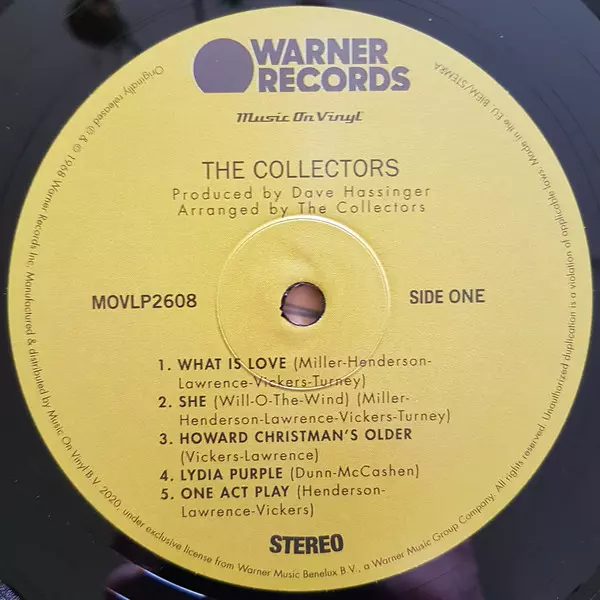 WARNER
RECORDS
Music On Vinyl
THE COLLECTORS
Produced by Dave Hassinger
Arranged by The Collectors
MOVLP2608
SIDE ONE
1. WHAT IS LOVE (Miller-Henderson-
Lawrence-Vickers-Turney)
2. SHE (Will-O-The-Wind) (Miller-
Henderson-Lawrence-Vickers-Turney)
3. HOWARD CHRISTMAN'S OLDER
(Vickers-Lawrence)
4. LYDIA PURPLE (Dunn-McCashen)
5. ONE ACT PLAY (Henderson-
Lawrence-Vickers)
STEREO
Originally released ℗ & © 1968 Warner Records Inc. Manufactured & distributed by Music On Vinyl B.V. 2020, under exclusive license from Warner Music Benelux B.V., a Warner Music Group Company. All rights reserved. Unauthorized duplication is a violation of applicable laws. Made in the E.U. BIEM/STEMRA